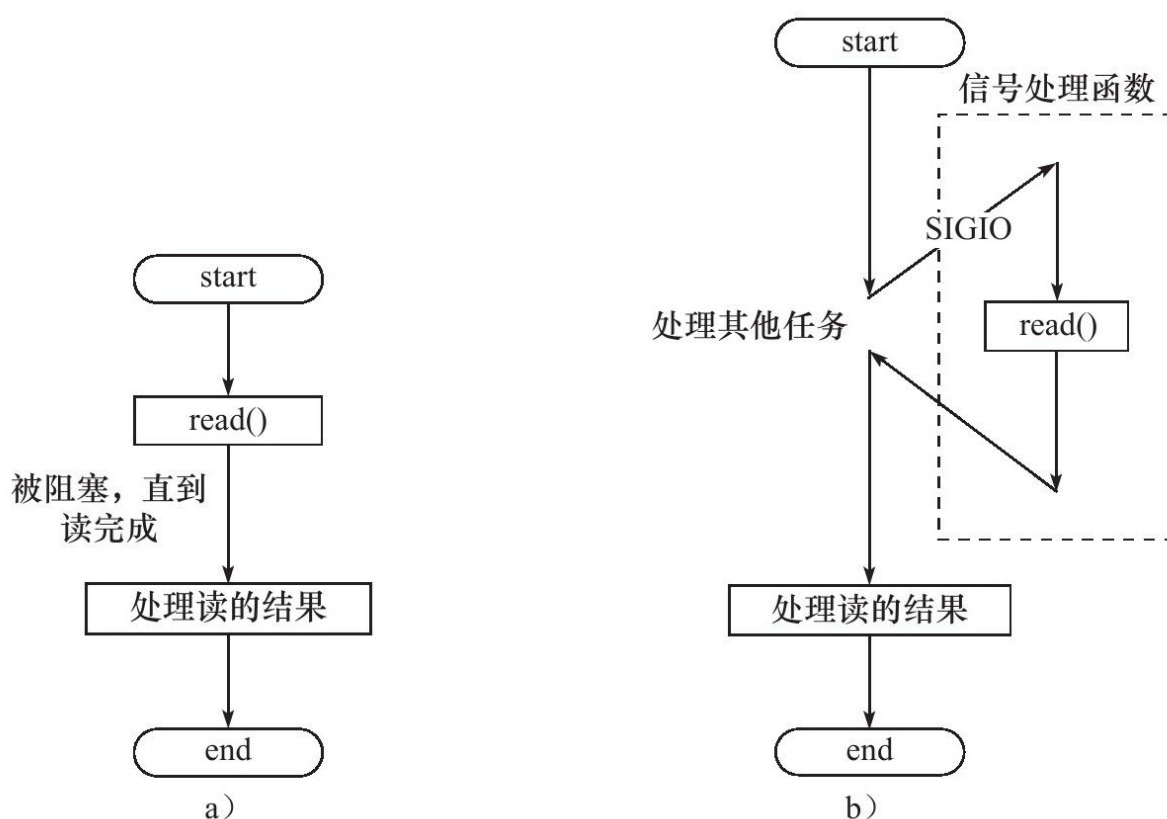 start
read()
被阻塞，直到
读完成
处理读的结果
end
a）
start
信号处理函数
SIGIO
处理其他任务
read()
处理读的结果
end
b）